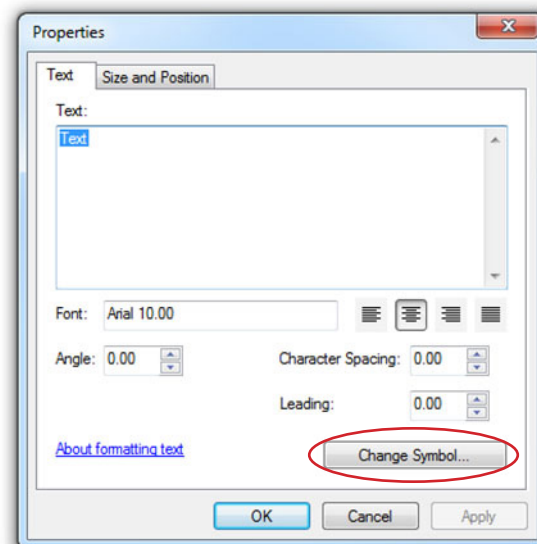 Properties
Text Size and Position
Text:
Text
Font: Arial 10.00
Angle: 0.00 Character Spacing: 0.00
Leading: 0.00
About formatting text Change Symbol...
OK Cancel Apply